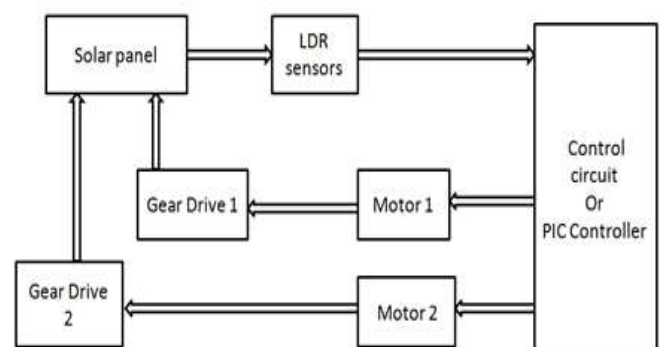 Solar panel
LDR
sensors
Control
circuit
Or
PIC Controller
Gear Drive 1
Motor 1
Gear Drive
2
Motor 2